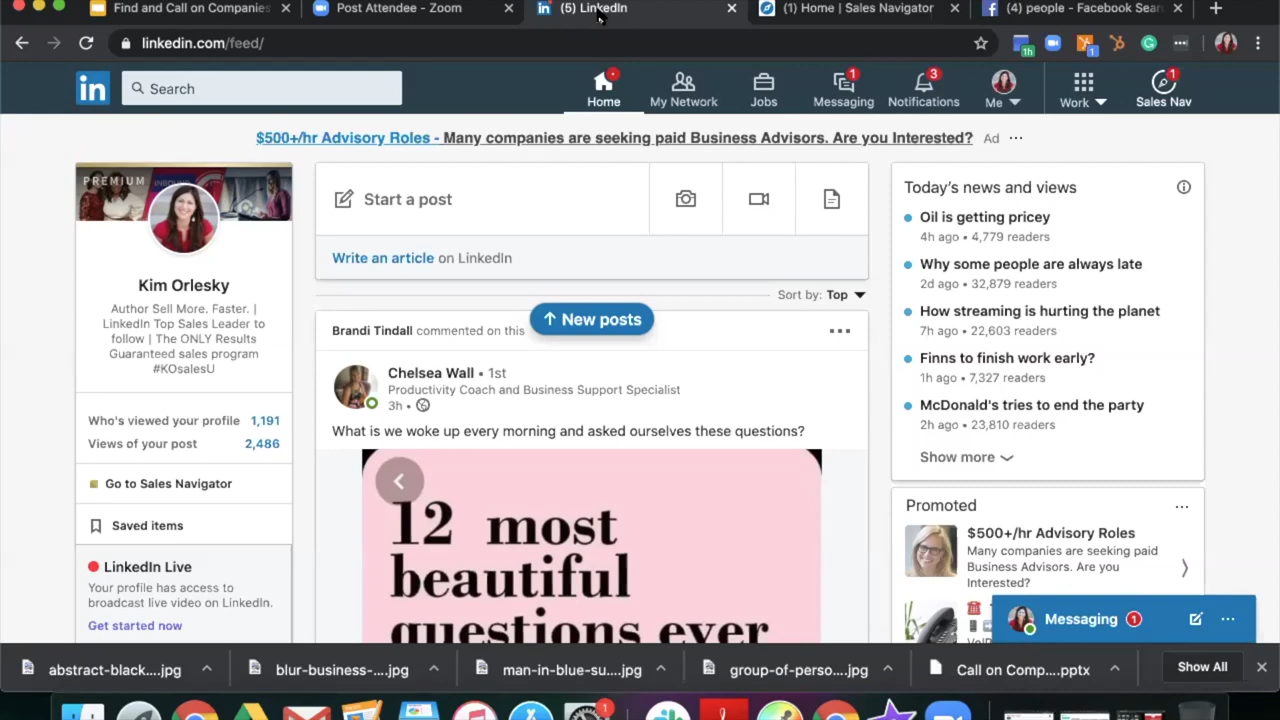 Find and Call on Companies
Post Attendee - Zoom
(5) LinkedIn
(1) Home | Sales Navigator
(4) people - Facebook Sear
linkedin.com/feed/
1h
1
in
Search
Home
My Network
Jobs
1
Messaging
3
Notifications
Me
Work
1
Sales Nav
$500+/hr Advisory Roles - Many companies are seeking paid Business Advisors. Are you Interested?
Ad
PREMIUM
Kim Orlesky
Author Sell More. Faster. |
LinkedIn Top Sales Leader to
follow | The ONLY Results
Guaranteed sales program
#KOsalesU
Who's viewed your profile 1,191
Views of your post 2,486
Go to Sales Navigator
Saved items
LinkedIn Live
Your profile has access to
broadcast live video on LinkedIn.
Get started now
Start a post
Write an article on LinkedIn
Sort by: Top
New posts
Brandi Tindall commented on this
Chelsea Wall • 1st
Productivity Coach and Business Support Specialist
3h •
What is we woke up every morning and asked ourselves these questions?
12 most
beautiful
questions ever
Today's news and views
Oil is getting pricey
4h ago • 4,779 readers
Why some people are always late
2d ago • 32,879 readers
How streaming is hurting the planet
7h ago • 22,603 readers
Finns to finish work early?
1h ago • 7,327 readers
McDonald's tries to end the party
2h ago • 23,810 readers
Show more
Promoted
$500+/hr Advisory Roles
Many companies are seeking paid
Business Advisors. Are you
Interested?
Messaging 1
abstract-black....jpg
blur-business-....jpg
man-in-blue-su....jpg
group-of-perso....jpg
Call on Comp....pptx
Show All
1